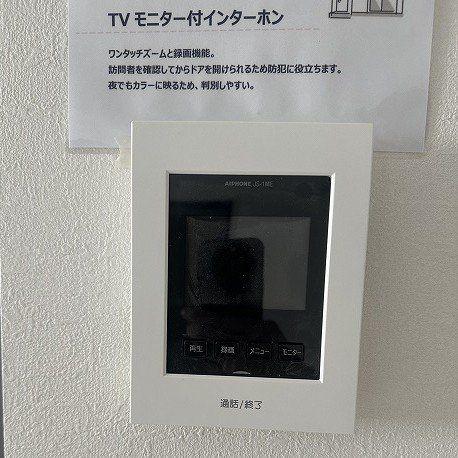 TV モニター付インターホン
ワンタッチズームと録画機能。
訪問者を確認してからドアを開けられるため防犯に役立ちます。
夜でもカラーに映るため、判別しやすい。
AIPHONE JS-1ME
再生 録画 メニュー モニター
通話/終了